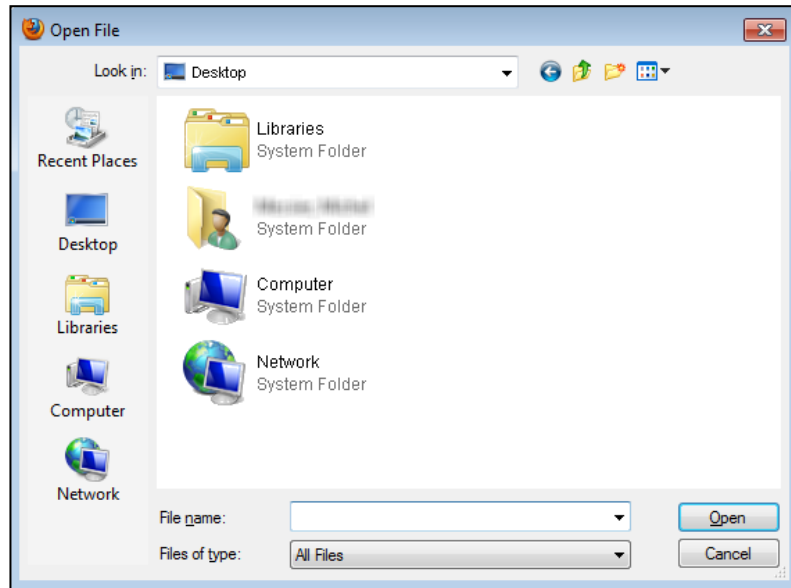 Open File
Look in:
Desktop
Recent Places
Desktop
Libraries
Computer
Network
Libraries
System Folder
System Folder
Computer
System Folder
Network
System Folder
File name:
Open
Files of type:
All Files
Cancel